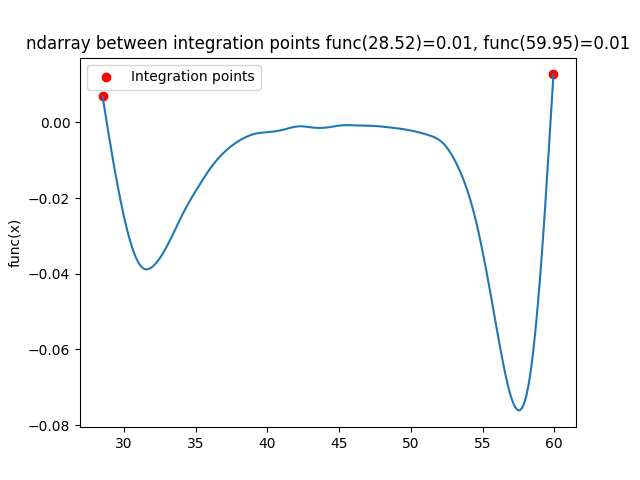 ndarray between integration points func(28.52)=0.01, func(59.95)=0.01
Integration points
func(x)
0.00
−0.02
−0.04
−0.06
−0.08
30 35 40 45 50 55 60